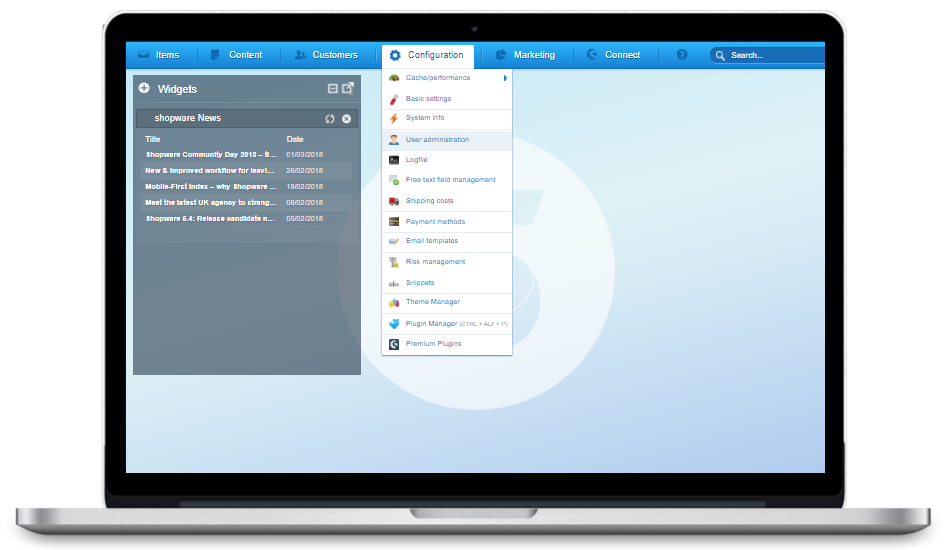 Items
Content
Customers
Configuration
Marketing
Connect
?
Search...
Widgets
shopware News
Title Date
Shopware Community Day 2013 – ti... 01/03/2018
New & improved workflow for leavi... 26/02/2018
Mobile-First Index – why Shopware ... 19/02/2018
Meet the latest UK agency to streng... 08/02/2018
Shopware 5.4: Release candidate n... 05/02/2018
Cache/performance
Basic settings
System info
User administration
Logfile
Free text field management
Shipping costs
Payment methods
Email templates
Risk management
abc Snippets
Theme Manager
Plugin Manager (CTRL + ALT + P)
Premium Plugins